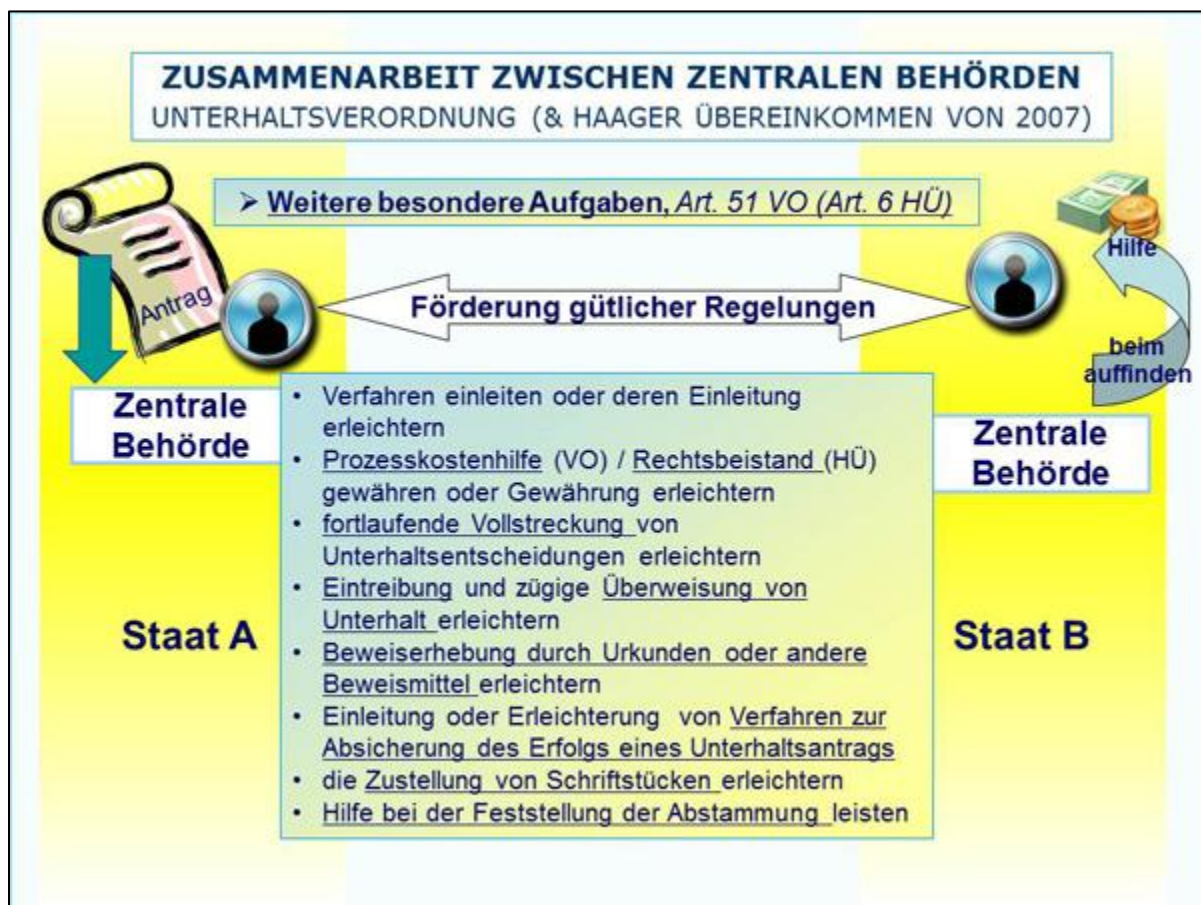 ZUSAMMENARBEIT ZWISCHEN ZENTRALEN BEHÖRDEN
UNTERHALTSVERORDNUNG (& HAAGER ÜBEREINKOMMEN VON 2007)
➢ Weitere besondere Aufgaben, Art. 51 VO (Art. 6 HÜ)
Antrag
Förderung gütlicher Regelungen
Hilfe
beim
auffinden
Zentrale
Behörde
Staat A
• Verfahren einleiten oder deren Einleitung
erleichtern
• Prozesskostenhilfe (VO) / Rechtsbeistand (HÜ)
gewähren oder Gewährung erleichtern
• fortlaufende Vollstreckung von
Unterhaltsentscheidungen erleichtern
• Eintreibung und zügige Überweisung von
Unterhalt erleichtern
• Beweiserhebung durch Urkunden oder andere
Beweismittel erleichtern
• Einleitung oder Erleichterung von Verfahren zur
Absicherung des Erfolgs eines Unterhaltsantrags
• die Zustellung von Schriftstücken erleichtern
• Hilfe bei der Feststellung der Abstammung leisten
Zentrale
Behörde
Staat B